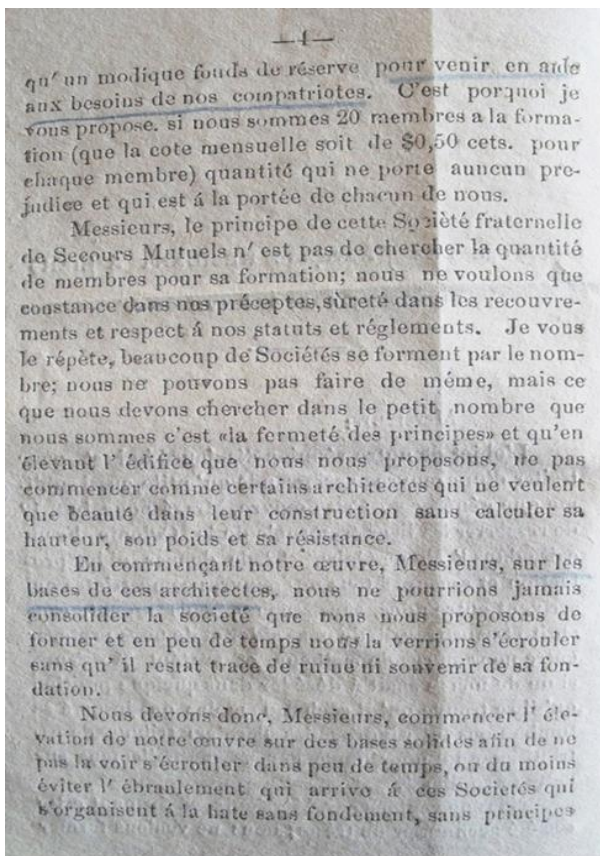 —4—
qu' un modique fonds de réserve pour venir en aide
aux besoins de nos compatriotes. C'est porquoi je
vous propose. si nous sommes 20 membres a la forma-
tion (que la cote mensuelle soit de $0,50 cets. pour
chaque membre) quantité qui ne porte auncun pre-
judice et qui est á la portée de chacun de nous.
Messieurs, le principe de cette Société fraternelle
de Secours Mutuels n' est pas de chercher la quantité
de membres pour sa formation; nous ne voulons que
constance dans nos préceptes, sûreté dans les recouvre-
ments et respect á nos statuts et réglements. Je vous
le répète, beaucoup de Sociétés se forment par le nom-
bre; nous ne pouvons pas faire de méme, mais ce
que nous devons chercher dans le petit nombre que
nous sommes c'est «la fermeté des principes» et qu'en
élevant l' édifice que nous nous proposons, ne pas
commencer comme certains architectes qui ne veulent
que beauté dans leur construction sans calculer sa
hauteur, son poids et sa résistance.
En commençant notre œuvre, Messieurs, sur les
bases de ces architectes, nous ne pourrions jamais
consolider la societé que nous nous proposons de
former et en peu de temps nous la verrions s'écrouler
sans qu' il restat trace de ruine ni souvenir de sa fon-
dation.
Nous devons donc, Messieurs, commencer l' éle-
vation de notre œuvre sur des bases solides afin de ne
pas la voir s'écrouler dans peu de temps, ou du moins
éviter l' ébranlement qui arrive á ces Societés qui
s'organisent á la hate sans fondement, sans principes